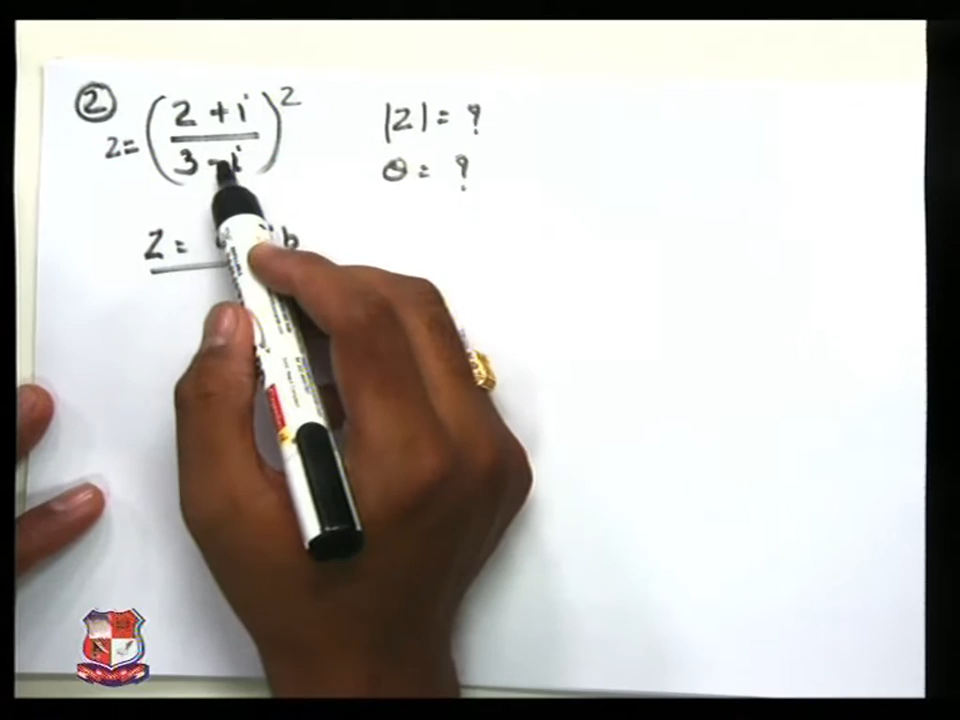 ② z = (2 + i / 3 - i)² |z| = ?
θ = ?
z = b